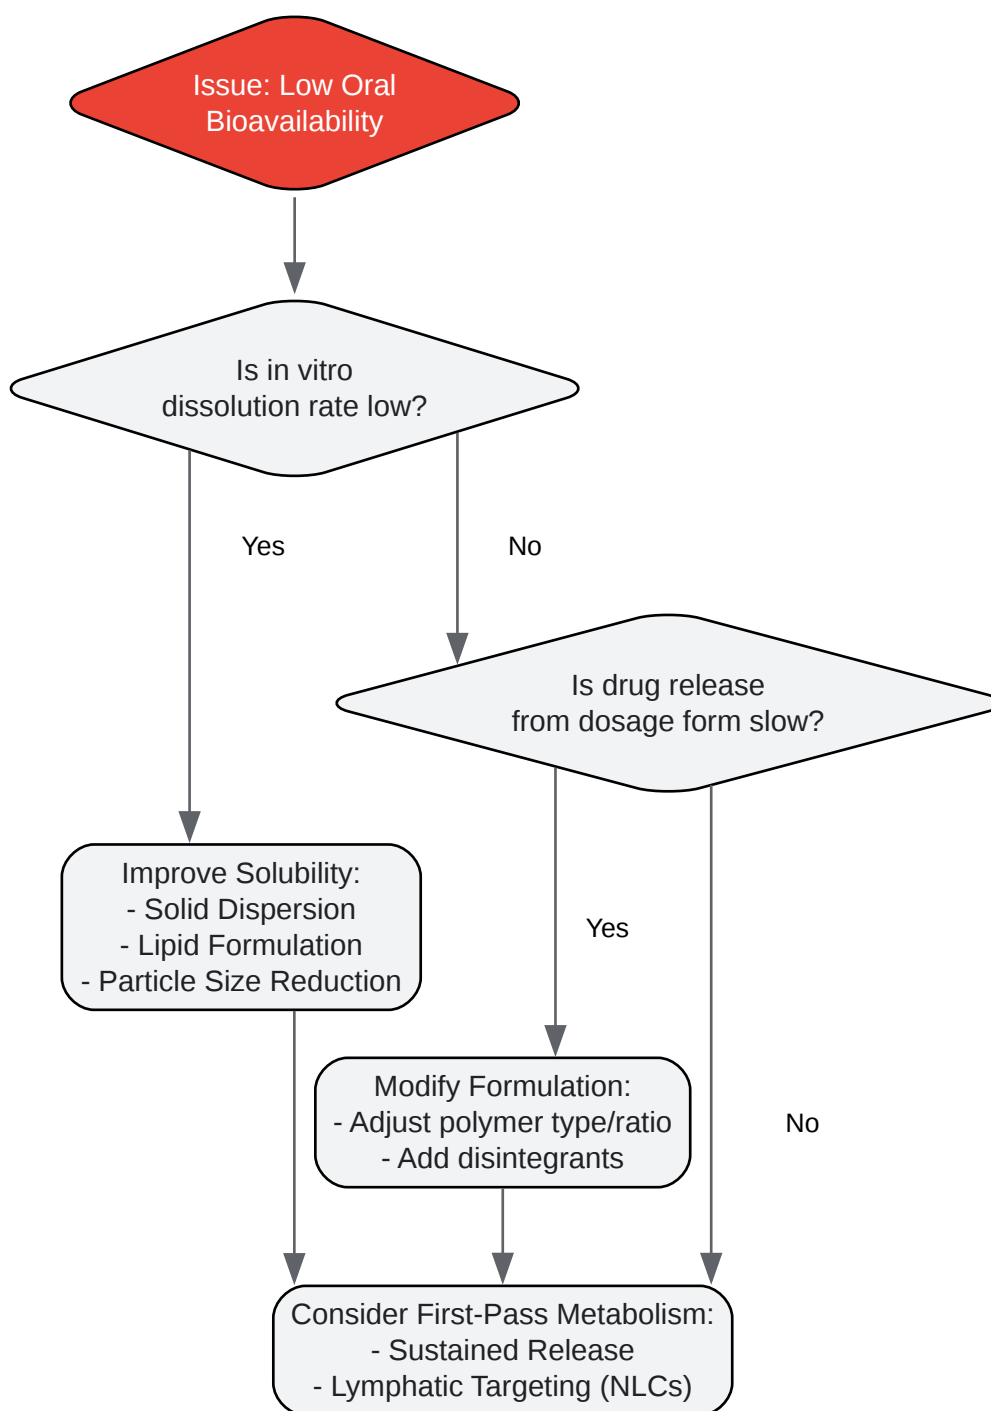 Issue: Low Oral
Bioavailability
Is in vitro
dissolution rate low?
Yes
No
Is drug release
from dosage form slow?
Improve Solubility:
- Solid Dispersion
- Lipid Formulation
- Particle Size Reduction
Yes
Modify Formulation:
- Adjust polymer type/ratio
- Add disintegrants
No
Consider First-Pass Metabolism:
- Sustained Release
- Lymphatic Targeting (NLCs)